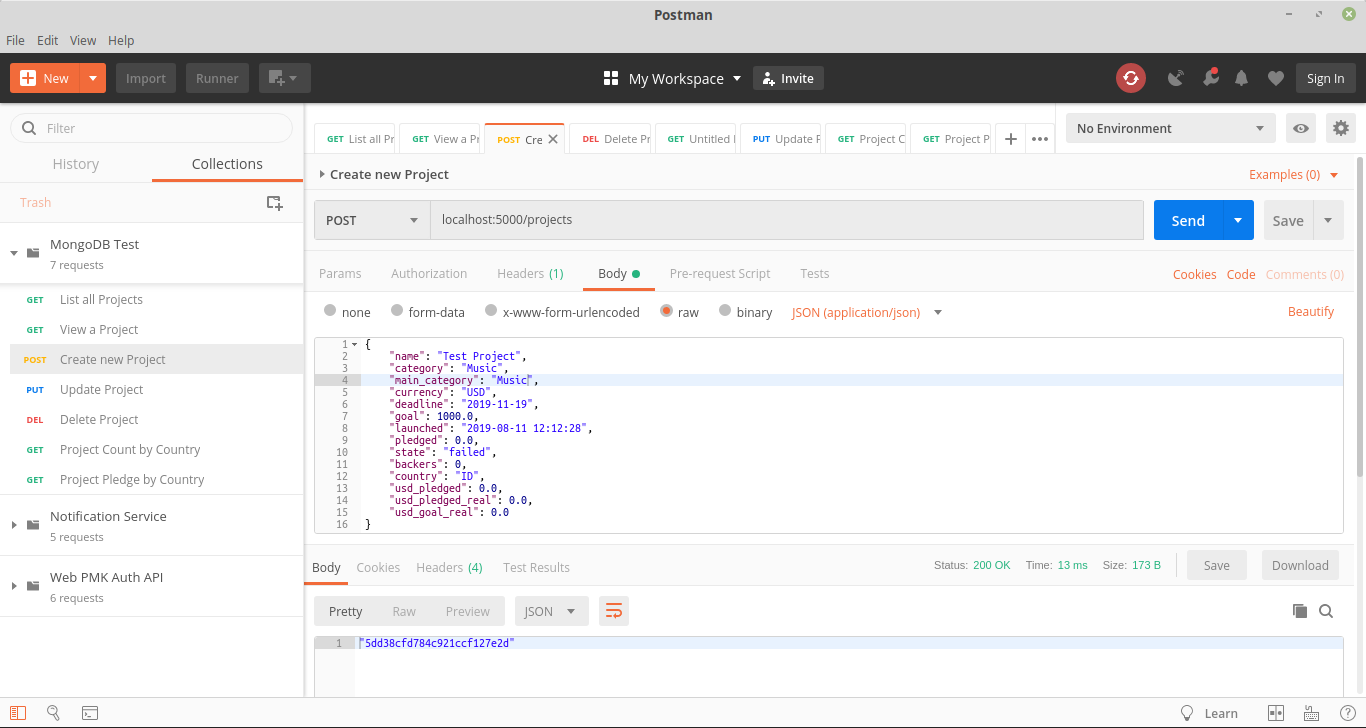 Postman
File Edit View Help
New Import Runner My Workspace Invite Sign In
Filter
History Collections
Trash
MongoDB Test
7 requests
GET List all Projects
GET View a Project
POST Create new Project
PUT Update Project
DEL Delete Project
GET Project Count by Country
GET Project Pledge by Country
Notification Service
5 requests
Web PMK Auth API
6 requests
GET List all Pr GET View a Pr POST Cre DEL Delete Pr GET Untitled PUT Update P GET Project C GET Project P
No Environment
Create new Project Examples (0)
POST localhost:5000/projects Send Save
Params Authorization Headers (1) Body Pre-request Script Tests Cookies Code Comments (0)
none form-data x-www-form-urlencoded raw binary JSON (application/json) Beautify
1 {
2 "name": "Test Project",
3 "category": "Music",
4 "main_category": "Music",
5 "currency": "USD",
6 "deadline": "2019-11-19",
7 "goal": 1000.0,
8 "launched": "2019-08-11 12:12:28",
9 "pledged": 0.0,
10 "state": "failed",
11 "backers": 0,
12 "country": "ID",
13 "usd_pledged": 0.0,
14 "usd_pledged_real": 0.0,
15 "usd_goal_real": 0.0
16 }
Body Cookies Headers (4) Test Results Status: 200 OK Time: 13 ms Size: 173 B Save Download
Pretty Raw Preview JSON
1 "5dd38cfd784c921ccf127e2d"
Learn